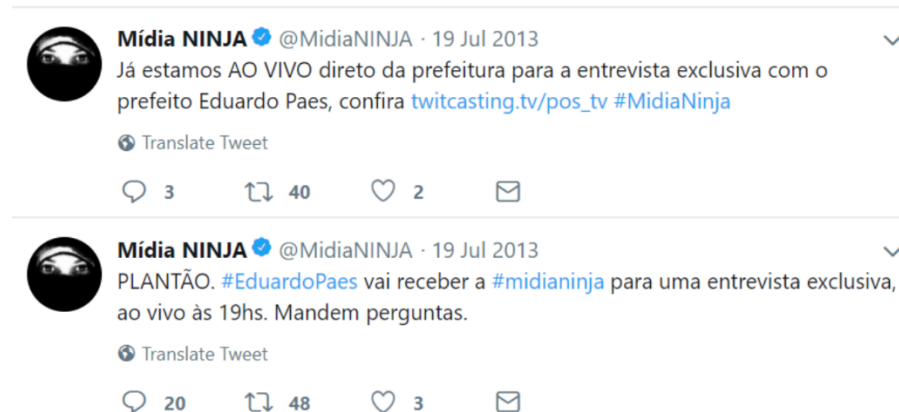 Mídia NINJA @MidiaNINJA · 19 Jul 2013
Já estamos AO VIVO direto da prefeitura para a entrevista exclusiva com o
prefeito Eduardo Paes, confira twitcasting.tv/pos_tv #MidiaNinja
Translate Tweet
3 40 2
Mídia NINJA @MidiaNINJA · 19 Jul 2013
PLANTÃO. #EduardoPaes vai receber a #midianinja para uma entrevista exclusiva,
ao vivo às 19hs. Mandem perguntas.
Translate Tweet
20 48 3